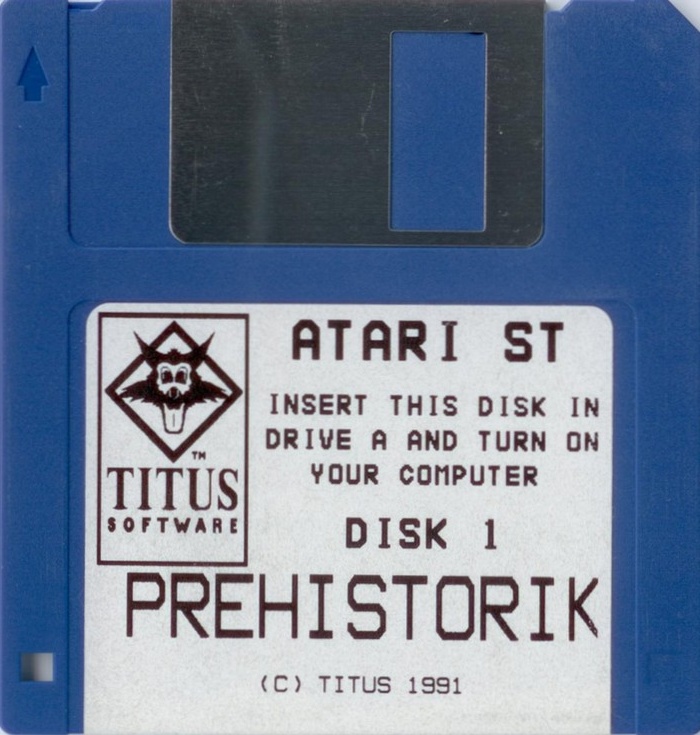 ATARI ST
INSERT THIS DISK IN
DRIVE A AND TURN ON
YOUR COMPUTER
DISK 1
TM
TITUS
SOFTWARE
PREHISTORIK
(C) TITUS 1991